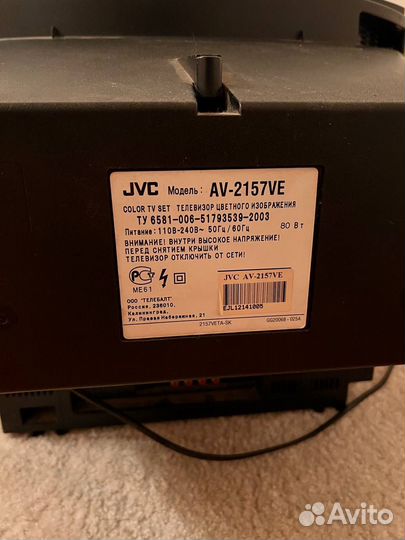 JVC Модель: AV-2157VE
COLOR TV SET ТЕЛЕВИЗОР ЦВЕТНОГО ИЗОБРАЖЕНИЯ
ТУ 6581-006-51793539-2003
Питание: 110В-240В~ 50Гц/60Гц 80 Вт
ВНИМАНИЕ! ВНУТРИ ВЫСОКОЕ НАПРЯЖЕНИЕ!
ПЕРЕД СНЯТИЕМ КРЫШКИ
ТЕЛЕВИЗОР ОТКЛЮЧИТЬ ОТ СЕТИ!
МЕ61
JVC AV-2157VE
EJL12141005
ООО "ТЕЛЕБАЛТ"
Россия, 236010,
Калининград,
Ул. Правая Набережная, 21
2157VETA-SK GG20068-025A
Avito